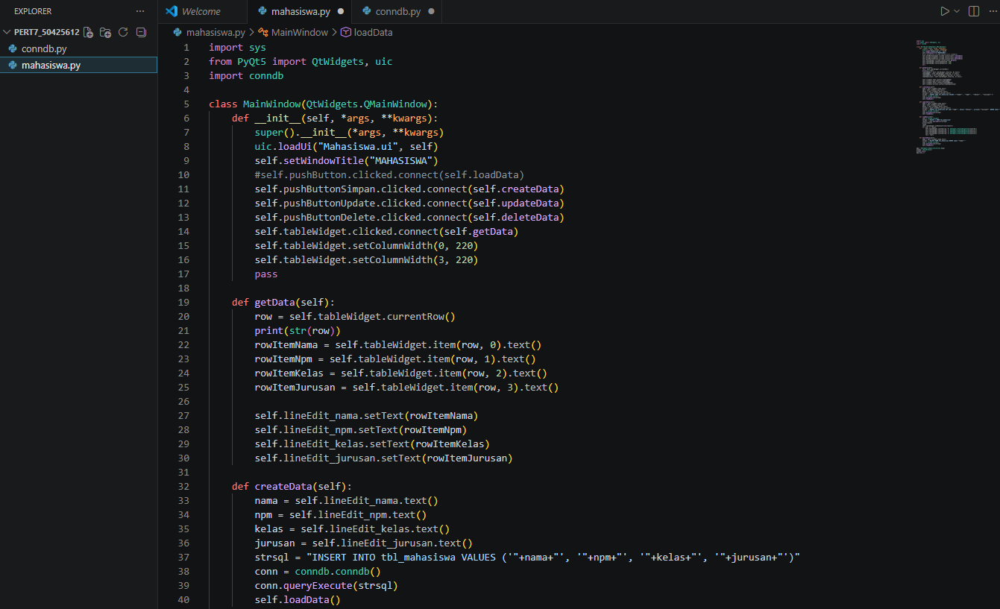 EXPLORER
PERT7_50425612
conndb.py
mahasiswa.py
Welcome
mahasiswa.py
conndb.py
mahasiswa.py > MainWindow > loadData
1 import sys
2 from PyQt5 import QtWidgets, uic
3 import conndb
4
5 class MainWindow(QtWidgets.QMainWindow):
6     def __init__(self, *args, **kwargs):
7         super().__init__(*args, **kwargs)
8         uic.loadUi("Mahasiswa.ui", self)
9         self.setWindowTitle("MAHASISWA")
10         #self.pushButton.clicked.connect(self.loadData)
11         self.pushButtonSimpan.clicked.connect(self.createData)
12         self.pushButtonUpdate.clicked.connect(self.updateData)
13         self.pushButtonDelete.clicked.connect(self.deleteData)
14         self.tableWidget.clicked.connect(self.getData)
15         self.tableWidget.setColumnWidth(0, 220)
16         self.tableWidget.setColumnWidth(3, 220)
17         pass
18
19     def getData(self):
20         row = self.tableWidget.currentRow()
21         print(str(row))
22         rowItemNama = self.tableWidget.item(row, 0).text()
23         rowItemNpm = self.tableWidget.item(row, 1).text()
24         rowItemKelas = self.tableWidget.item(row, 2).text()
25         rowItemJurusan = self.tableWidget.item(row, 3).text()
26
27         self.lineEdit_nama.setText(rowItemNama)
28         self.lineEdit_npm.setText(rowItemNpm)
29         self.lineEdit_kelas.setText(rowItemKelas)
30         self.lineEdit_jurusan.setText(rowItemJurusan)
31
32     def createData(self):
33         nama = self.lineEdit_nama.text()
34         npm = self.lineEdit_npm.text()
35         kelas = self.lineEdit_kelas.text()
36         jurusan = self.lineEdit_jurusan.text()
37         strsql = "INSERT INTO tbl_mahasiswa VALUES ('"+nama+"', '"+npm+"', '"+kelas+"', '"+jurusan+"')"
38         conn = conndb.conndb()
39         conn.queryExecute(strsql)
40         self.loadData()